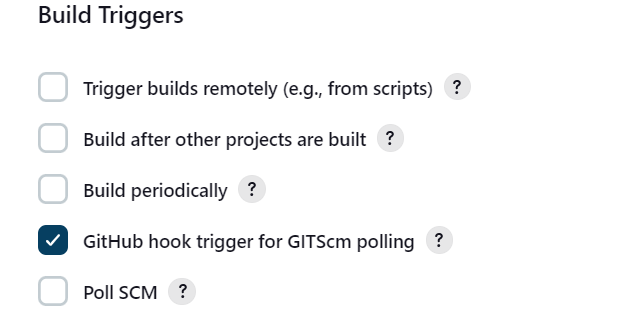 Build Triggers
Trigger builds remotely (e.g., from scripts) ?
Build after other projects are built ?
Build periodically ?
GitHub hook trigger for GITScm polling ?
Poll SCM ?